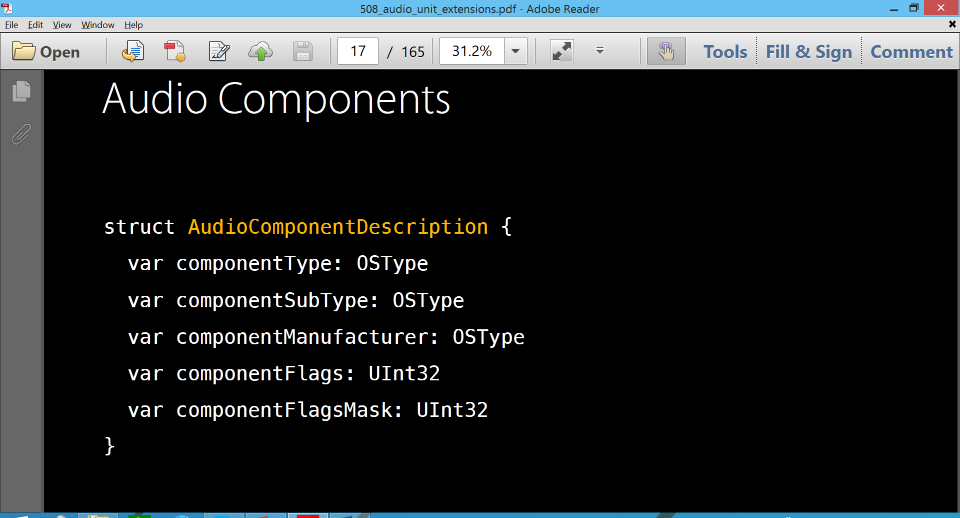 508_audio_unit_extensions.pdf - Adobe Reader
File Edit View Window Help
Open 17 / 165 31.2% Tools Fill & Sign Comment
Audio Components
struct AudioComponentDescription {
var componentType: OSType
var componentSubType: OSType
var componentManufacturer: OSType
var componentFlags: UInt32
var componentFlagsMask: UInt32
}